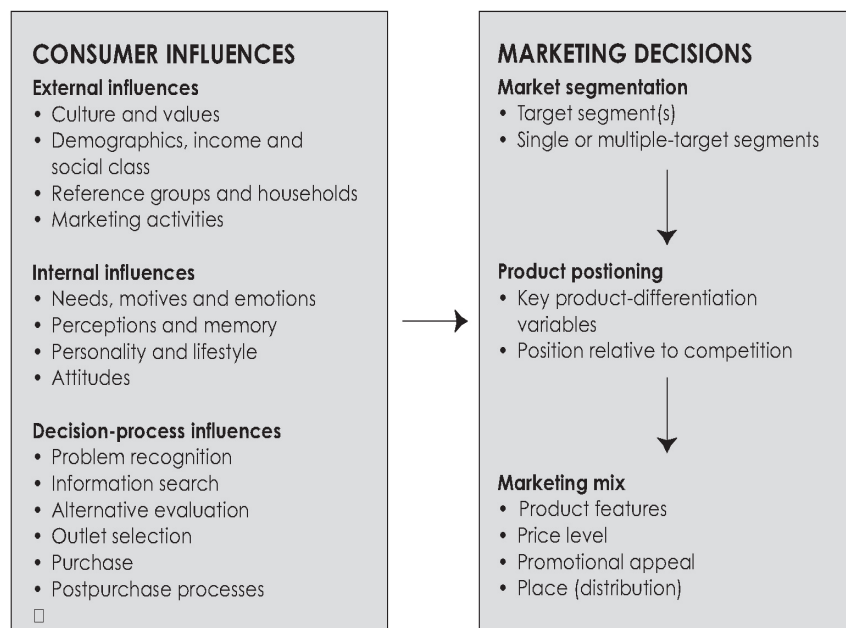 CONSUMER INFLUENCES
External influences
• Culture and values
• Demographics, income and
social class
• Reference groups and households
• Marketing activities
Internal influences
• Needs, motives and emotions
• Perceptions and memory
• Personality and lifestyle
• Attitudes
Decision-process influences
• Problem recognition
• Information search
• Alternative evaluation
• Outlet selection
• Purchase
• Postpurchase processes
MARKETING DECISIONS
Market segmentation
• Target segment(s)
• Single or multiple-target segments
Product postioning
• Key product-differentiation
variables
• Position relative to competition
Marketing mix
• Product features
• Price level
• Promotional appeal
• Place (distribution)